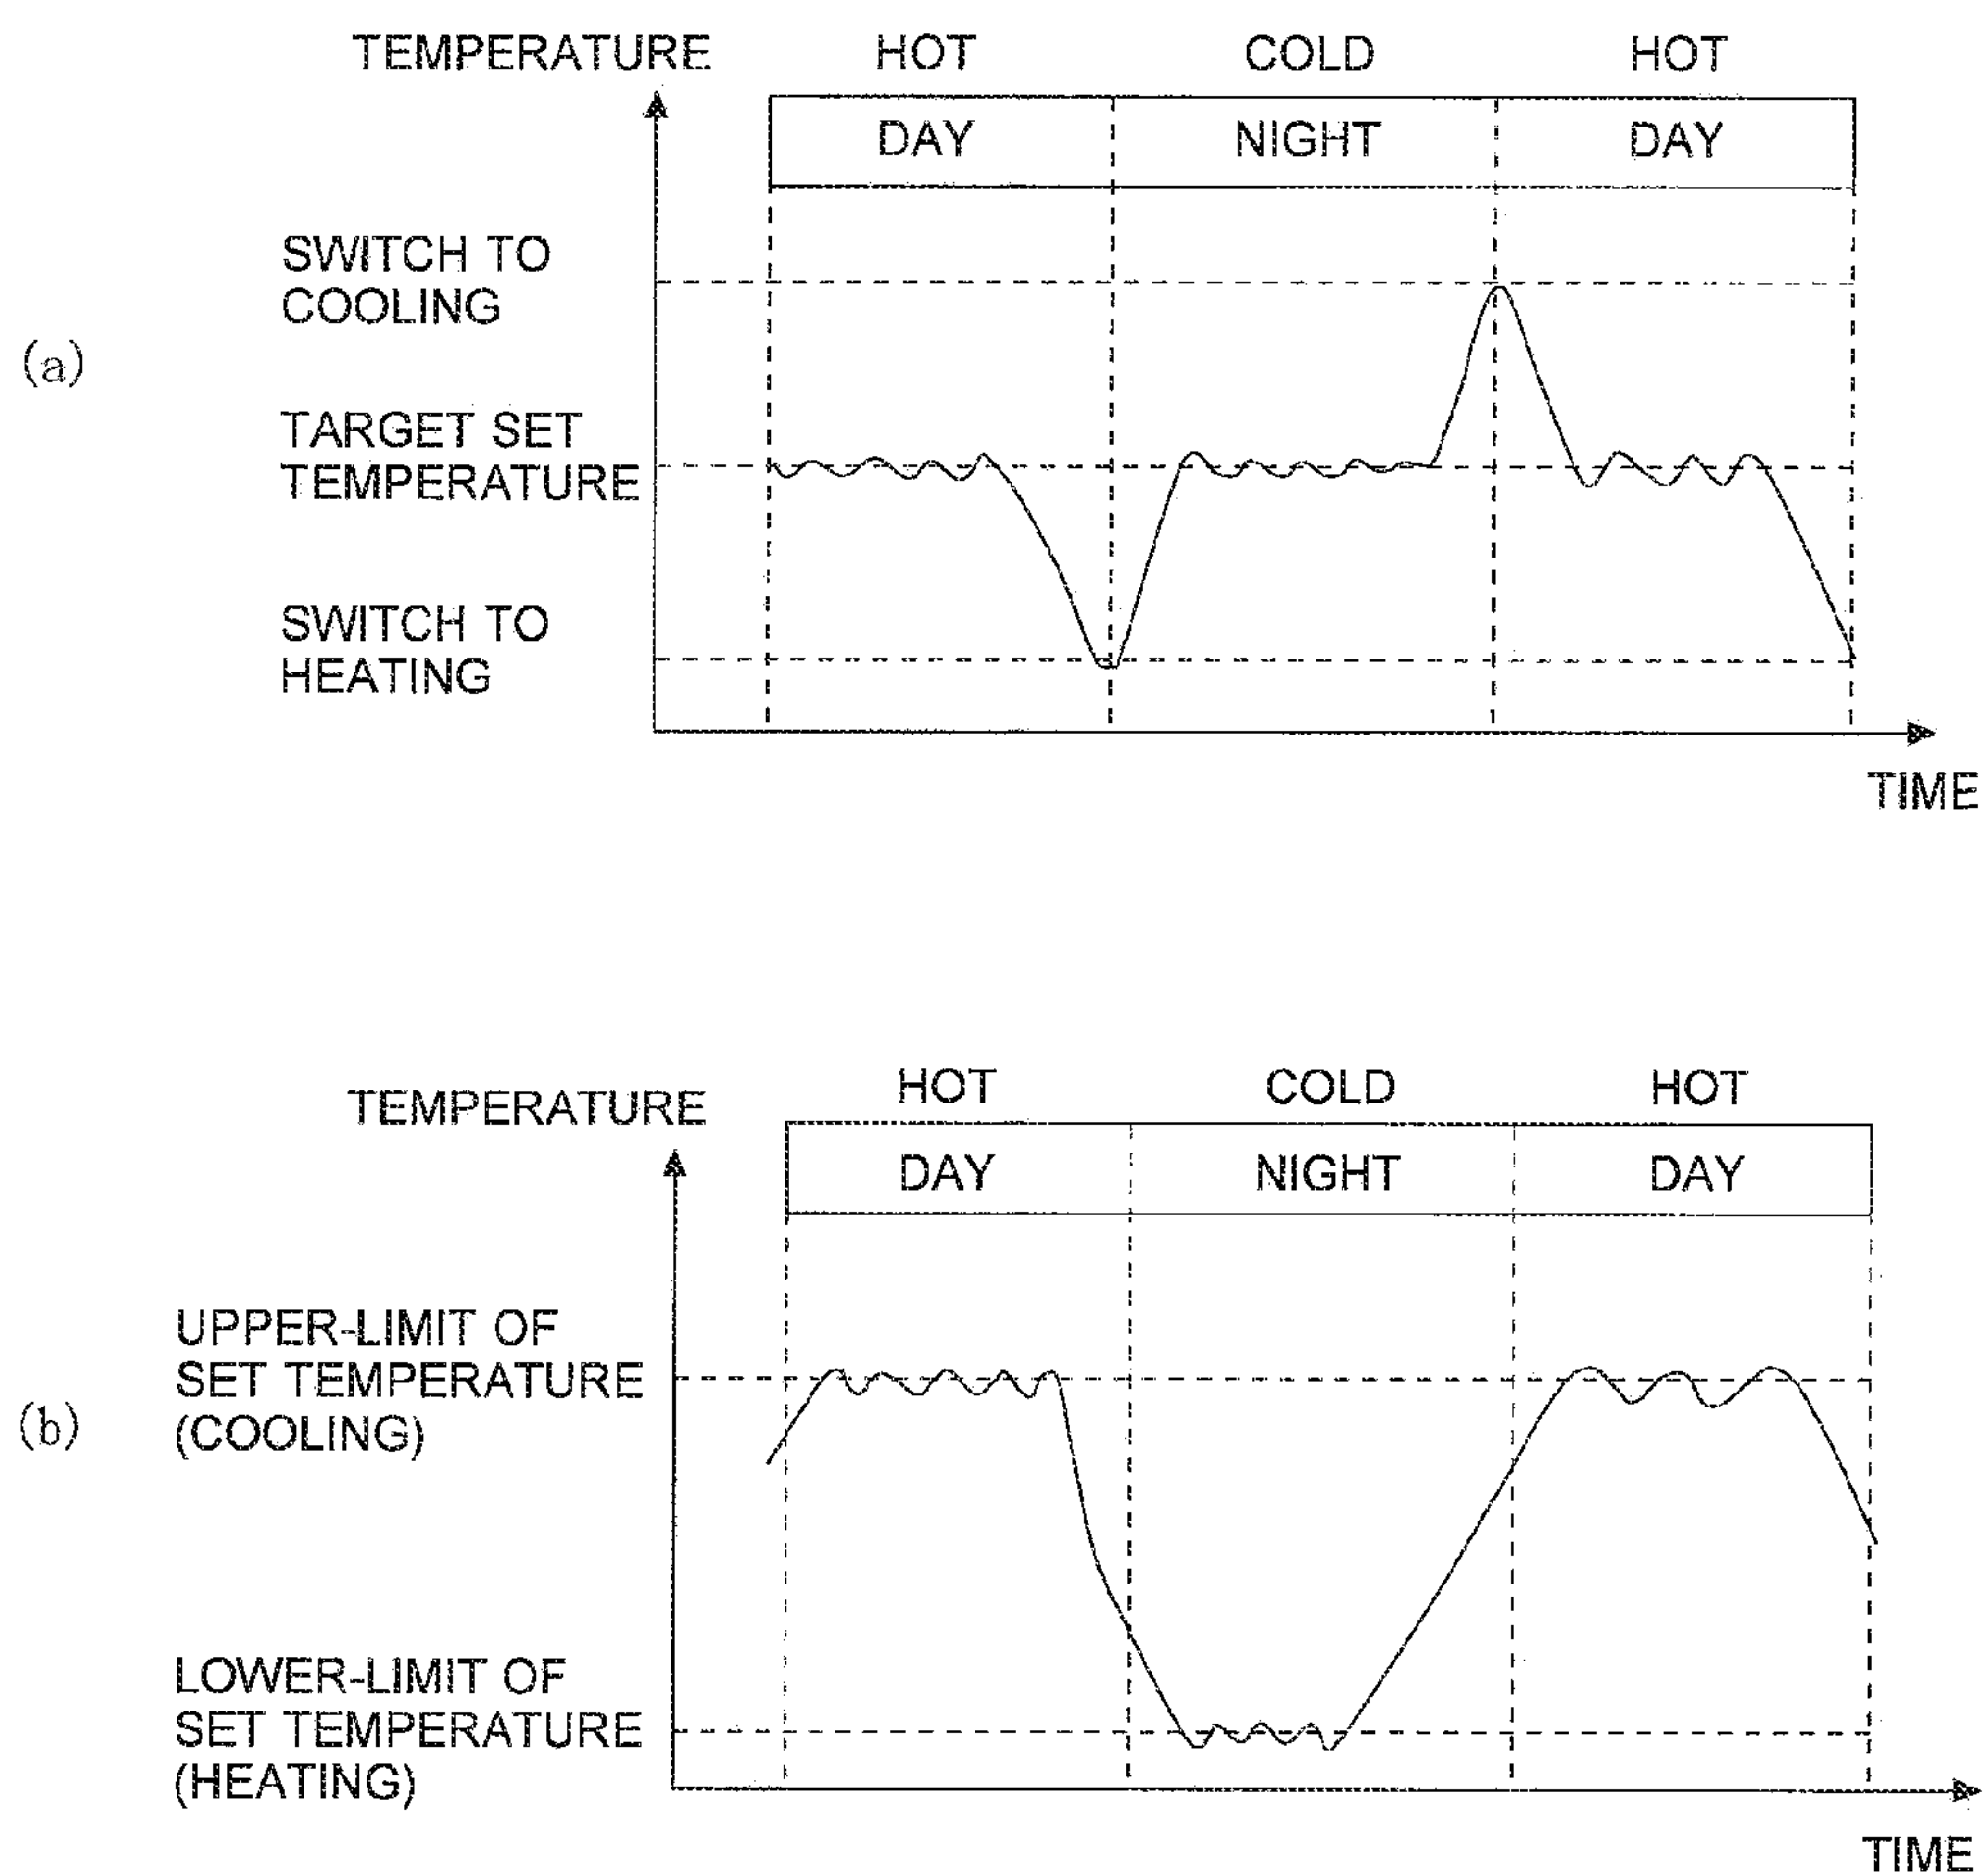 TEMPERATURE HOT COLD HOT
DAY NIGHT DAY
SWITCH TO
COOLING
(a)
TARGET SET
TEMPERATURE
SWITCH TO
HEATING
TIME
HOT COLD HOT
TEMPERATURE
DAY NIGHT DAY
UPPER-LIMIT OF
SET TEMPERATURE
(COOLING)
(b)
LOWER-LIMIT OF
SET TEMPERATURE
(HEATING)
TIME